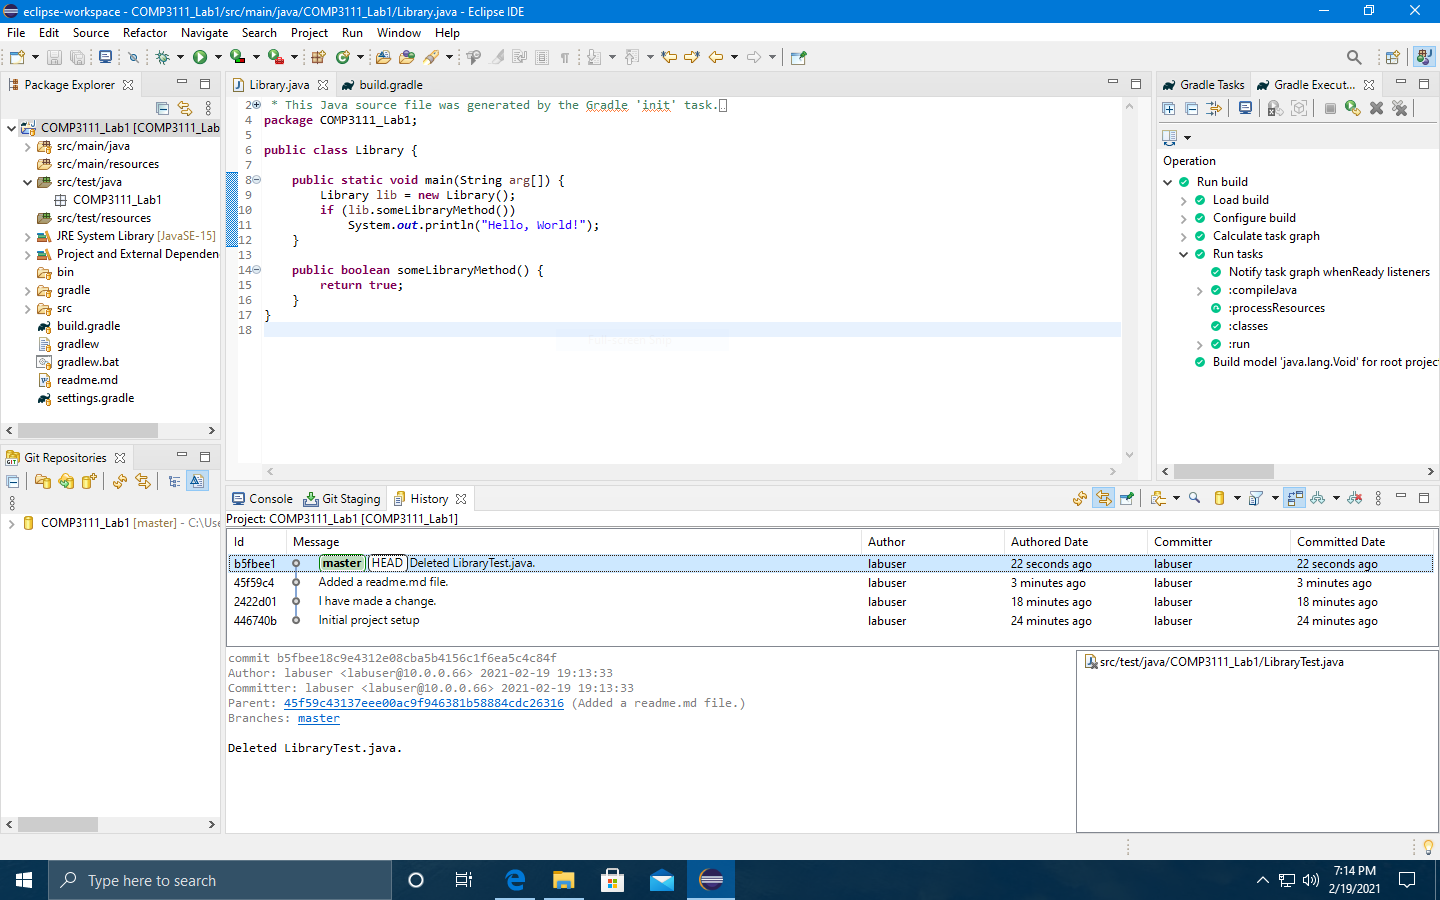 eclipse-workspace - COMP3111_Lab1/src/main/java/COMP3111_Lab1/Library.java - Eclipse IDE
File Edit Source Refactor Navigate Search Project Run Window Help
Package Explorer
COMP3111_Lab1 [COMP3111_Lab
src/main/java
src/main/resources
src/test/java
COMP3111_Lab1
src/test/resources
JRE System Library [JavaSE-15]
Project and External Dependen
bin
gradle
src
build.gradle
gradlew
gradlew.bat
readme.md
settings.gradle
Git Repositories
COMP3111_Lab1 [master] - C:\Use
Library.java build.gradle
2 * This Java source file was generated by the Gradle 'init' task.
4 package COMP3111_Lab1;
5
6 public class Library {
7
8 public static void main(String arg[]) {
9 Library lib = new Library();
10 if (lib.someLibraryMethod())
11 System.out.println("Hello, World!");
12 }
13
14 public boolean someLibraryMethod() {
15 return true;
16 }
17 }
18
Gradle Tasks Gradle Execut...
Operation
Run build
Load build
Configure build
Calculate task graph
Run tasks
Notify task graph whenReady listeners
:compileJava
:processResources
:classes
:run
Build model 'java.lang.Void' for root projec
Console Git Staging History
Project: COMP3111_Lab1 [COMP3111_Lab1]
Id Message Author Authored Date Committer Committed Date
b5fbee1 master HEAD Deleted LibraryTest.java. labuser 22 seconds ago labuser 22 seconds ago
45f59c4 Added a readme.md file. labuser 3 minutes ago labuser 3 minutes ago
2422d01 I have made a change. labuser 18 minutes ago labuser 18 minutes ago
446740b Initial project setup labuser 24 minutes ago labuser 24 minutes ago
commit b5fbee18c9e4312e08cba5b4156c1f6ea5c4c84f
Author: labuser <labuser@10.0.0.66> 2021-02-19 19:13:33
Committer: labuser <labuser@10.0.0.66> 2021-02-19 19:13:33
Parent: 45f59c43137eee00ac9f946381b58884cdc26316 (Added a readme.md file.)
Branches: master
Deleted LibraryTest.java.
src/test/java/COMP3111_Lab1/LibraryTest.java
Type here to search
7:14 PM
2/19/2021